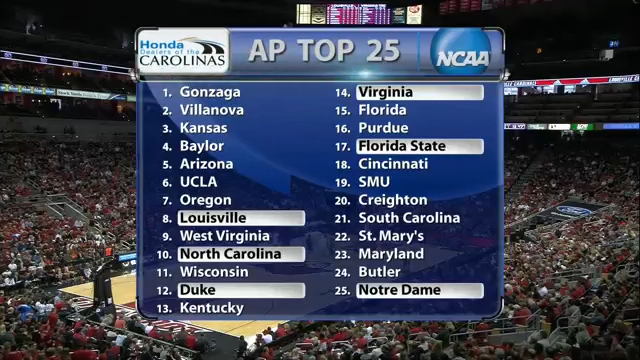 Honda
Dealers of the
CAROLINAS
AP TOP 25
NCAA
1. Gonzaga
2. Villanova
3. Kansas
4. Baylor
5. Arizona
6. UCLA
7. Oregon
8. Louisville
9. West Virginia
10. North Carolina
11. Wisconsin
12. Duke
13. Kentucky
14. Virginia
15. Florida
16. Purdue
17. Florida State
18. Cincinnati
19. SMU
20. Creighton
21. South Carolina
22. St. Mary's
23. Maryland
24. Butler
25. Notre Dame